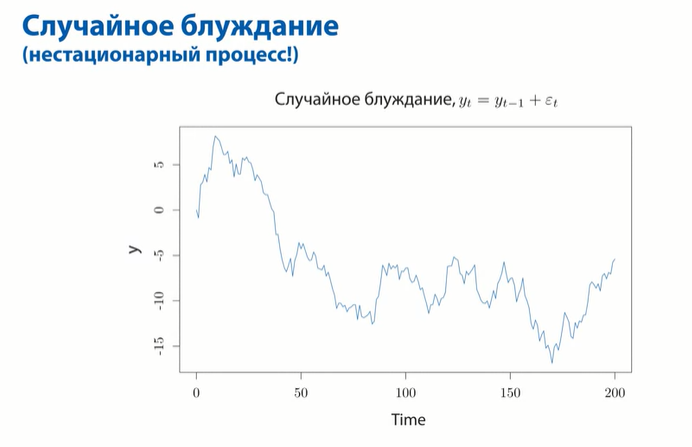 Случайное блуждание
(нестационарный процесс!)
Случайное блуждание, yₜ = yₜ₋₁ + εₜ
5
0
-5
-10
-15
y
0 50 100 150 200
Time